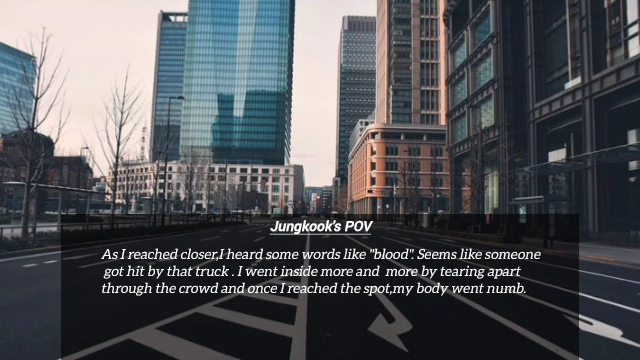 Jungkook's POV
As I reached closer,I heard some words like "blood". Seems like someone
got hit by that truck . I went inside more and more by tearing apart
through the crowd and once I reached the spot,my body went numb.